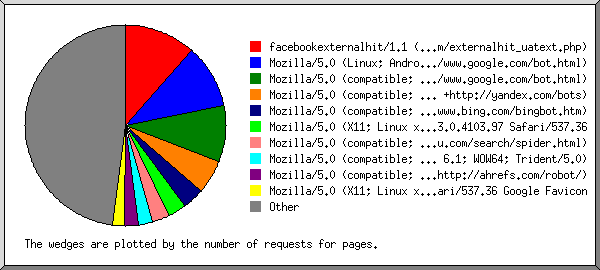 facebookexternalhit/1.1 (...m/externalhit_uatext.php)
Mozilla/5.0 (Linux; Andro.../www.google.com/bot.html)
Mozilla/5.0 (compatible; .../www.google.com/bot.html)
Mozilla/5.0 (compatible; ... +http://yandex.com/bots)
Mozilla/5.0 (compatible; ...www.bing.com/bingbot.htm)
Mozilla/5.0 (X11; Linux x...3.0.4103.97 Safari/537.36
Mozilla/5.0 (compatible; ...u.com/search/spider.html)
Mozilla/5.0 (compatible; ... 6.1; WOW64; Trident/5.0)
Mozilla/5.0 (compatible; ...http://ahrefs.com/robot/)
Mozilla/5.0 (X11; Linux x...ari/537.36 Google Favicon
Other
The wedges are plotted by the number of requests for pages.